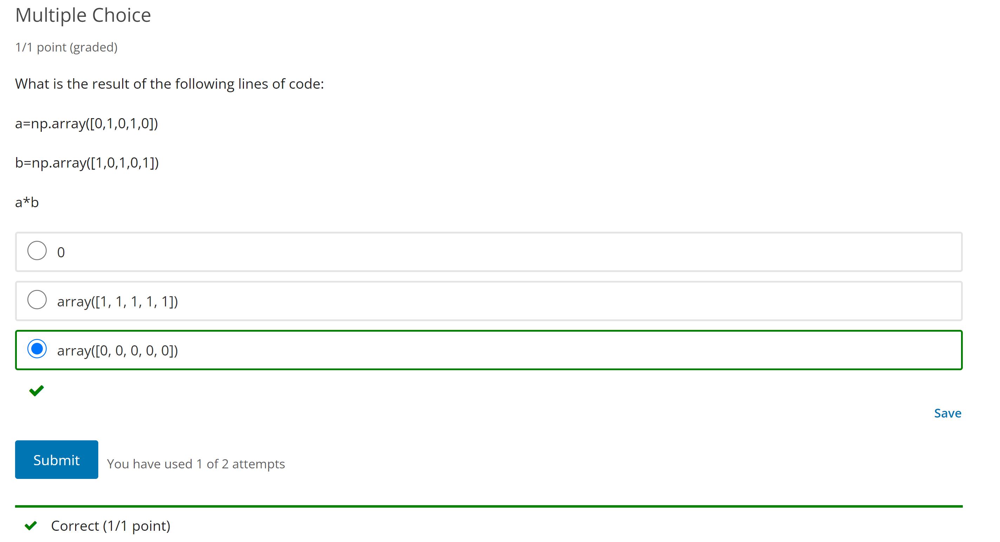 Multiple Choice
1/1 point (graded)
What is the result of the following lines of code:
a=np.array([0,1,0,1,0])
b=np.array([1,0,1,0,1])
a*b
0
array([1, 1, 1, 1, 1])
array([0, 0, 0, 0, 0])
Save
Submit You have used 1 of 2 attempts
Correct (1/1 point)